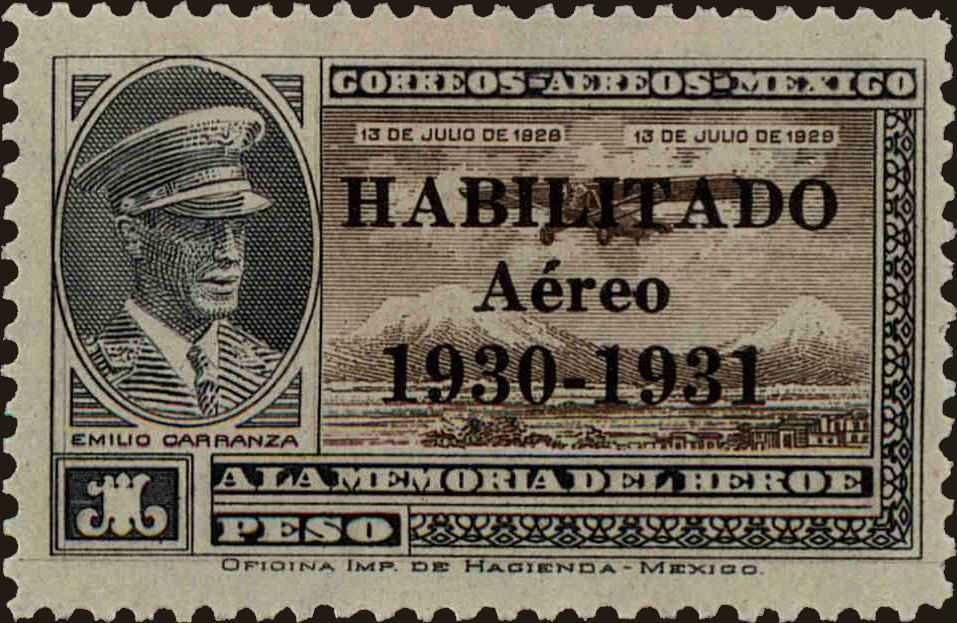 CORREOS-AEREOS-MEXICO
13 DE JULIO DE 1928 13 DE JULIO DE 1929
HABILITADO
Aéreo
1930-1931
EMILIO CARRANZA
A LA MEMORIA DEL HEROE
1 PESO
OFICINA IMP. DE HACIENDA-MEXICO.